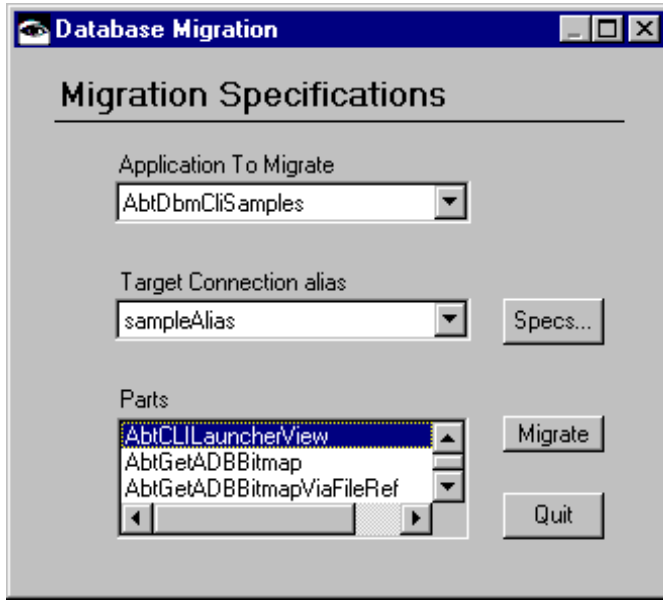 Database Migration
Migration Specifications
Application To Migrate
AbtDbmCliSamples
Target Connection alias
sampleAlias
Specs...
Parts
AbtCLILauncherView
Migrate
AbtGetADBBitmap
AbtGetADBBitmapViaFileRef
Quit